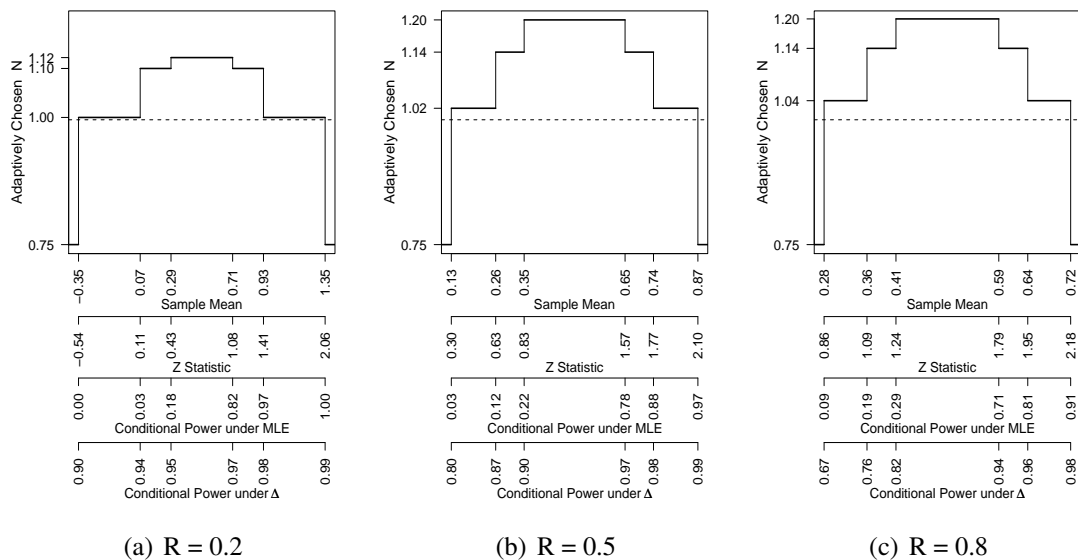 Adaptively Chosen N
1.12
1.10
1.00
0.75
−0.35 0.07 0.29 0.71 0.93 1.35
Sample Mean
−0.54 0.11 0.43 1.08 1.41 2.06
Z Statistic
0.00 0.03 0.18 0.82 0.97 1.00
Conditional Power under MLE
0.90 0.94 0.95 0.97 0.98 0.99
Conditional Power under Δ
(a) R = 0.2
Adaptively Chosen N
1.20
1.14
1.02
0.75
0.13 0.26 0.35 0.65 0.74 0.87
Sample Mean
0.30 0.63 0.83 1.57 1.77 2.10
Z Statistic
0.03 0.12 0.22 0.78 0.88 0.97
Conditional Power under MLE
0.80 0.87 0.90 0.97 0.98 0.99
Conditional Power under Δ
(b) R = 0.5
Adaptively Chosen N
1.20
1.14
1.04
0.75
0.28 0.36 0.41 0.59 0.64 0.72
Sample Mean
0.86 1.09 1.24 1.79 1.95 2.18
Z Statistic
0.09 0.19 0.29 0.71 0.81 0.91
Conditional Power under MLE
0.67 0.76 0.82 0.94 0.96 0.98
Conditional Power under Δ
(c) R = 0.8